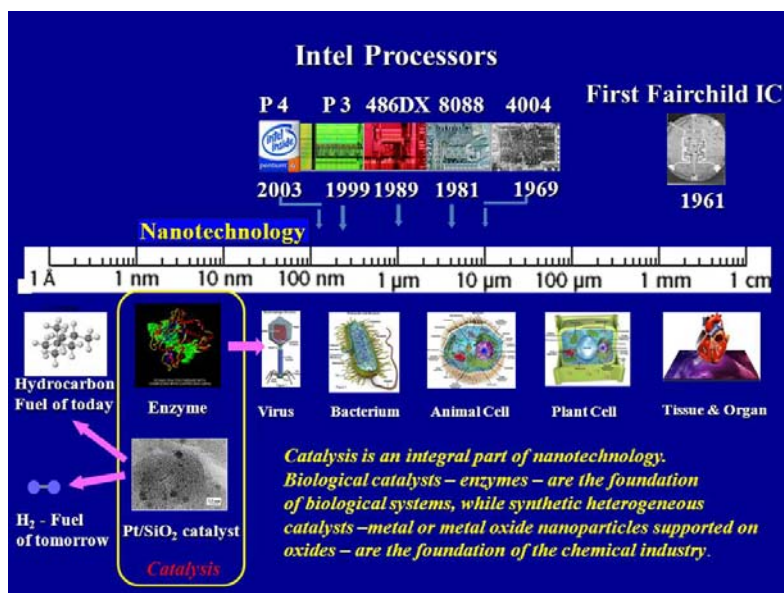 Intel Processors
First Fairchild IC
P 4 P 3 486DX 8088 4004
intel
inside
pentium
2003 1999 1989 1981 1969
1961
Nanotechnology
1 Å 1 nm 10 nm 100 nm 1 µm 10 µm 100 µm 1 mm 1 cm
Hydrocarbon
Fuel of today
Enzyme
Virus
Bacterium
Animal Cell
Plant Cell
Tissue & Organ
H2 - Fuel
of tomorrow
Pt/SiO2 catalyst
Catalysis
Catalysis is an integral part of nanotechnology.
Biological catalysts – enzymes – are the foundation
of biological systems, while synthetic heterogeneous
catalysts –metal or metal oxide nanoparticles supported on
oxides – are the foundation of the chemical industry.